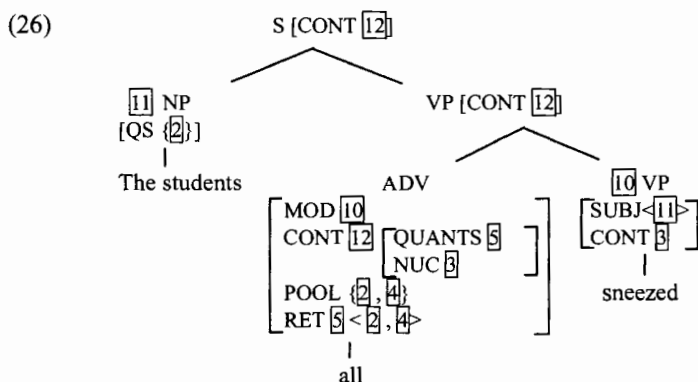 (26)
S [CONT 12]
11 NP VP [CONT 12]
[QS {2}]
The students ADV 10 VP
MOD 10 SUBJ<11>
CONT 12 QUANTS 5 CONT 3
NUC 3
POOL {2, 4} sneezed
RET 5 < 2, 4>
all